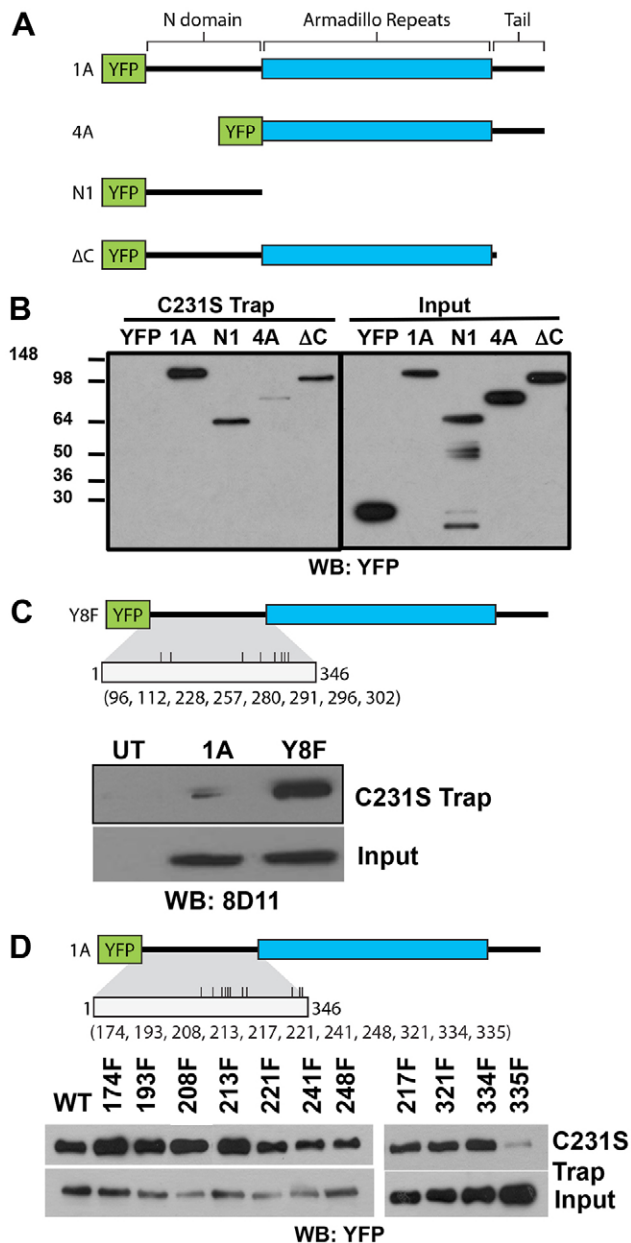 A
N domain Armadillo Repeats Tail
1A YFP
4A YFP
N1 YFP
ΔC YFP
B
C231S Trap Input
YFP 1A N1 4A ΔC YFP 1A N1 4A ΔC
148
98
64
50
36
30
WB: YFP
C
Y8F YFP
1 346
(96, 112, 228, 257, 280, 291, 296, 302)
UT 1A Y8F
C231S Trap
Input
WB: 8D11
D
1A YFP
1 346
(174, 193, 208, 213, 217, 221, 241, 248, 321, 334, 335)
WT 174F 193F 208F 213F 221F 241F 248F 217F 321F 334F 335F
C231S
Trap
Input
WB: YFP